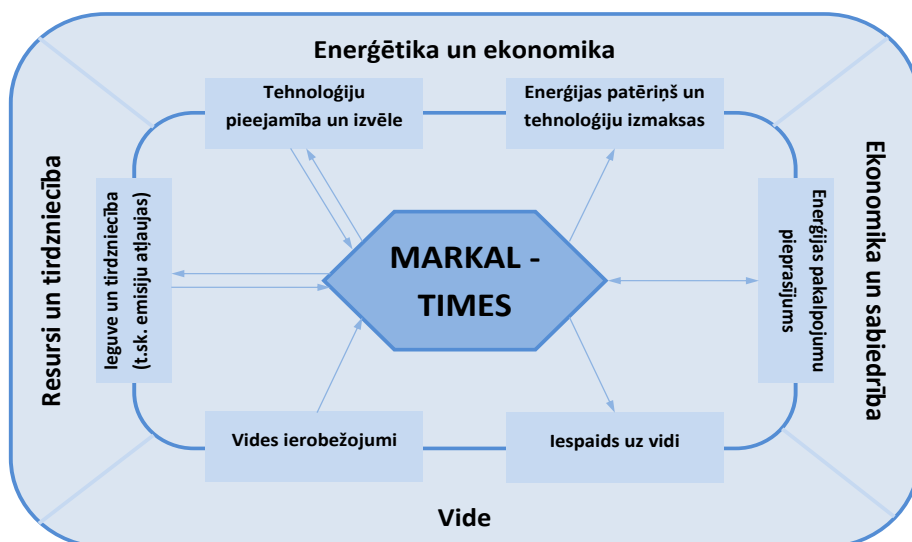 Enerģētika un ekonomika
Tehnoloģiju
pieejamība un izvēle
Enerģijas patēriņš un
tehnoloģiju izmaksas
Resursi un tirdzniecība
Ieguve un tirdzniecība
(t.sk. emisiju atļaujas)
MARKAL -
TIMES
Enerģijas pakalpojumu
pieprasījums
Ekonomika un sabiedrība
Vides ierobežojumi
Iespaids uz vidi
Vide